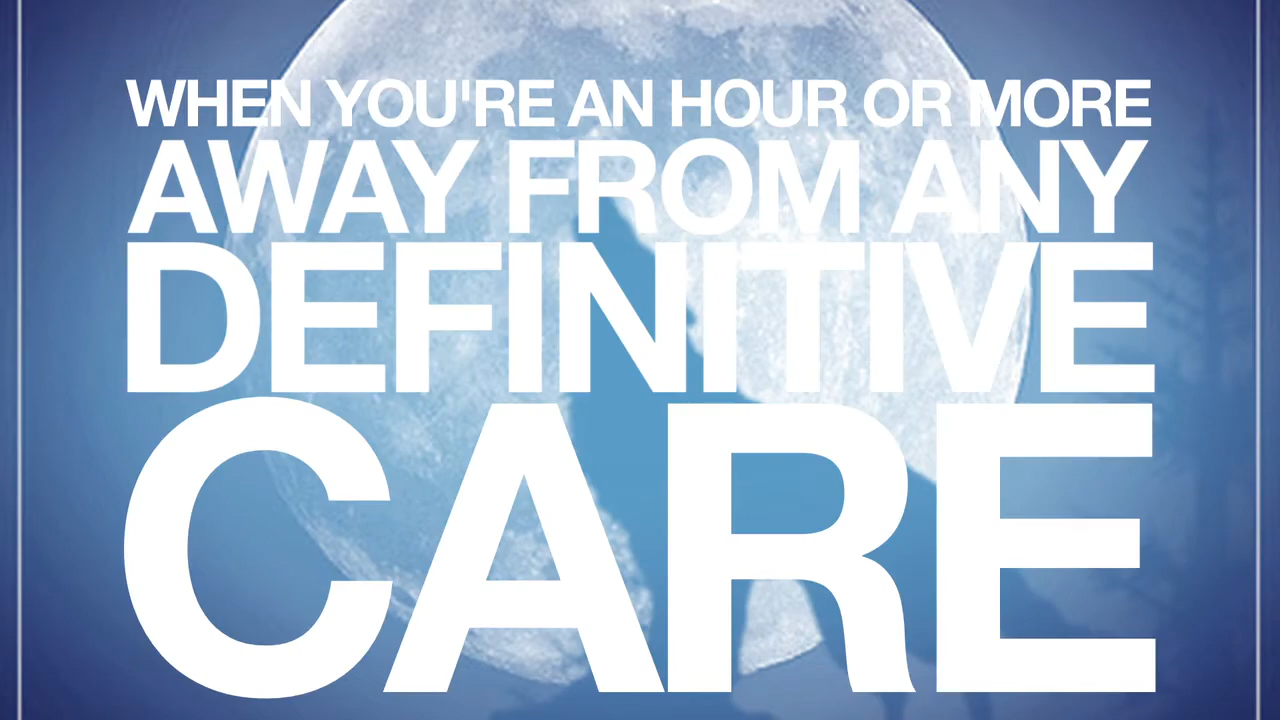 WHEN YOU'RE AN HOUR OR MORE
AWAY FROM ANY
DEFINITIVE
CARE